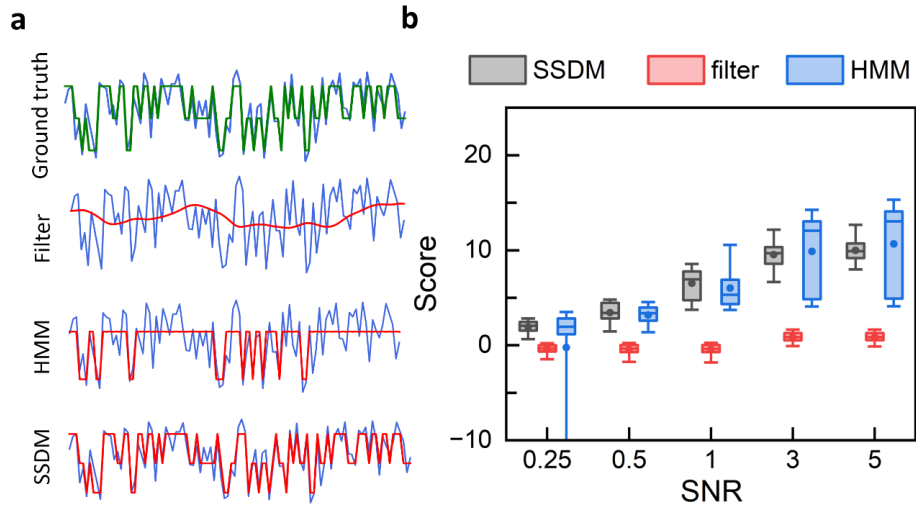 a
Ground truth
Filter
HMM
SSDM
b
SSDM filter HMM
Score
20
10
0
−10
0.25 0.5 1 3 5
SNR